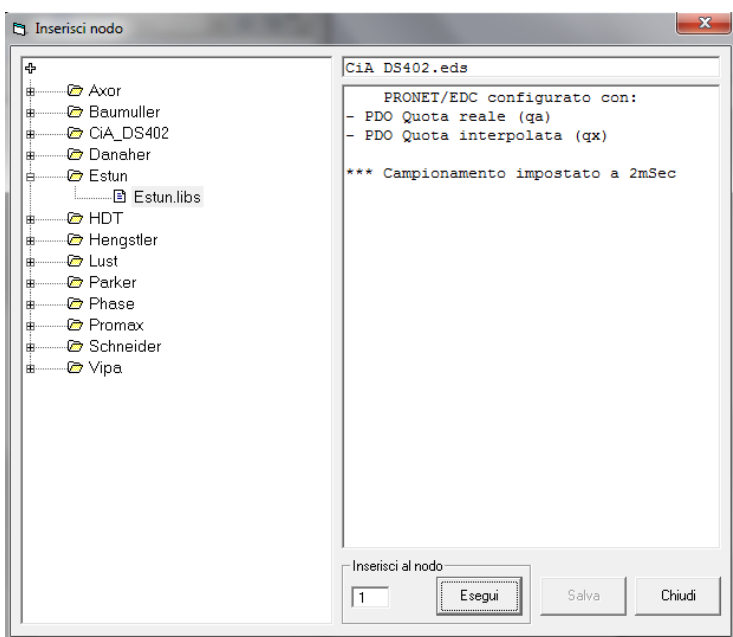 Inserisci nodo
Axor
Baumuller
CiA_DS402
Danaher
Estun
Estun.libs
HDT
Hengstler
Lust
Parker
Phase
Promax
Schneider
Vipa
CiA DS402.eds
PRONET/EDC configurato con:
- PDO Quota reale (qa)
- PDO Quota interpolata (qx)
*** Campionamento impostato a 2mSec
Inserisci al nodo
1 Esegui Salva Chiudi